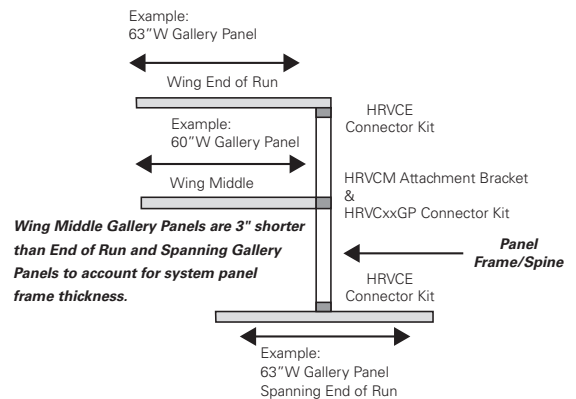 Example:
63”W Gallery Panel
Wing End of Run
HRVCE
Connector Kit
Example:
60”W Gallery Panel
Wing Middle
HRVCM Attachment Bracket
&
HRVCxxGP Connector Kit
Wing Middle Gallery Panels are 3" shorter
than End of Run and Spanning Gallery
Panels to account for system panel
frame thickness.
Panel
Frame/Spine
HRVCE
Connector Kit
Example:
63”W Gallery Panel
Spanning End of Run